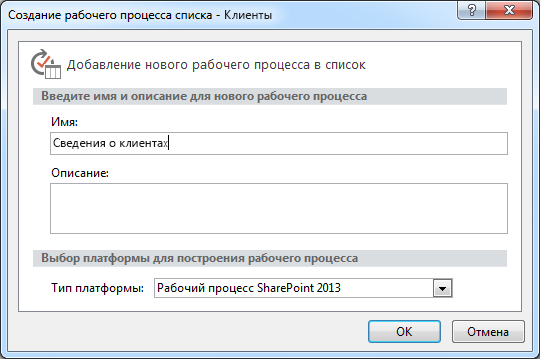 Создание рабочего процесса списка - Клиенты
Добавление нового рабочего процесса в список
Введите имя и описание для нового рабочего процесса
Имя:
Сведения о клиентах
Описание:
Выбор платформы для построения рабочего процесса
Тип платформы: Рабочий процесс SharePoint 2013
ОК Отмена